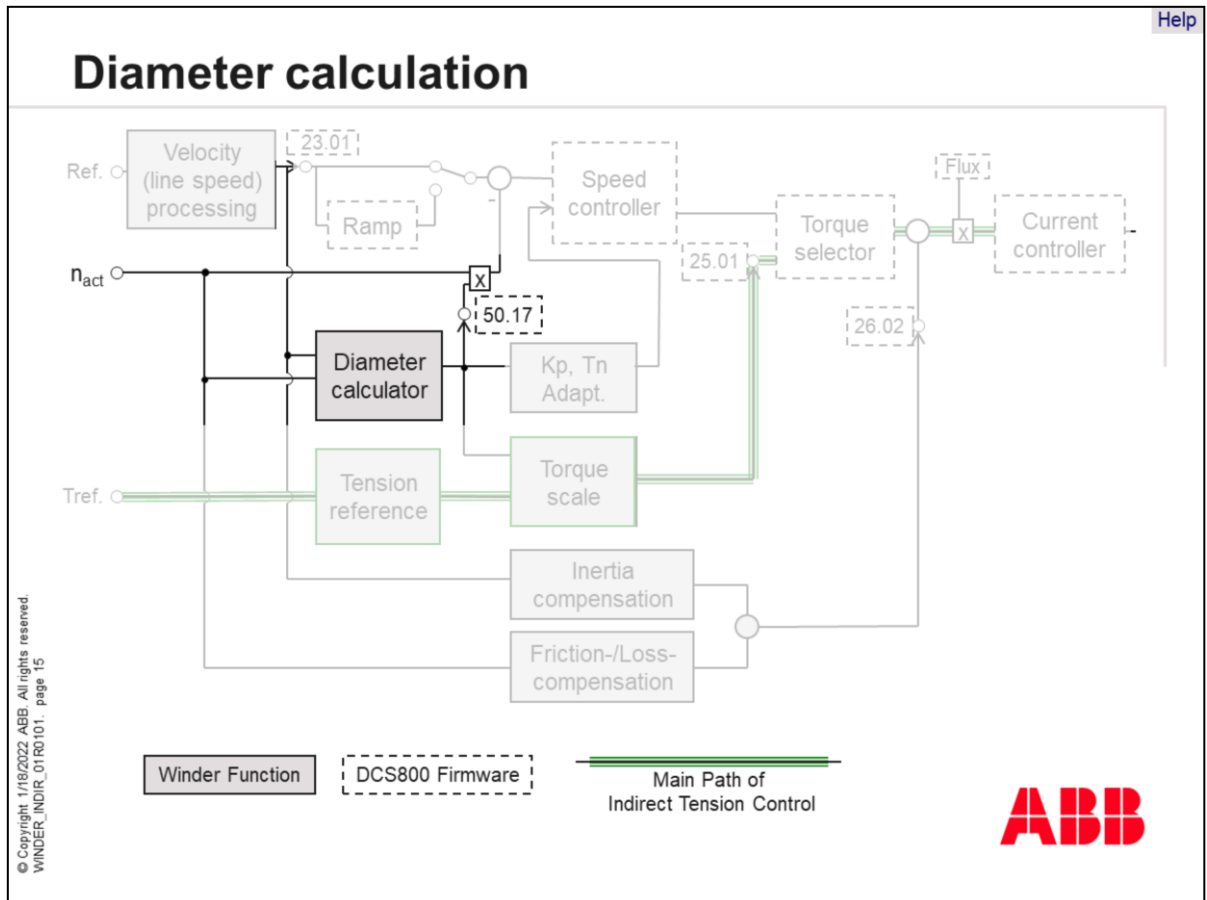 Help
Diameter calculation
Ref.
Velocity
(line speed)
processing
23.01
Ramp
-
Speed
controller
Flux
Torque
selector
X
Current
controller
-
25.01
n_act
X
50.17
26.02
Diameter
calculator
Kp, Tn
Adapt.
Tref.
Tension
reference
Torque
scale
Inertia
compensation
Friction-/Loss-
compensation
© Copyright 1/18/2022 ABB. All rights reserved.
WINDER_INDIR_01R0101. page 15
Winder Function
DCS800 Firmware
Main Path of
Indirect Tension Control
ABB